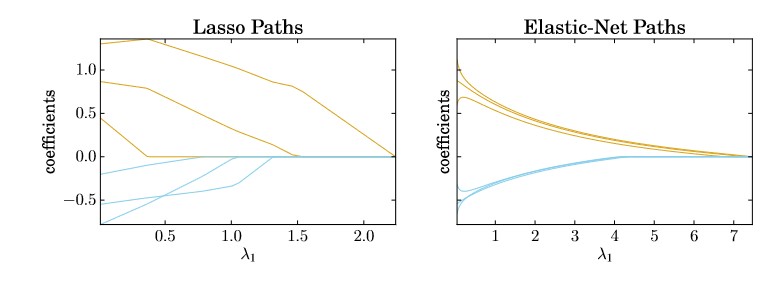 Lasso Paths
coefficients
1.0
0.5
0.0
−0.5
0.5 1.0 1.5 2.0
λ₁
Elastic-Net Paths
coefficients
1 2 3 4 5 6 7
λ₁